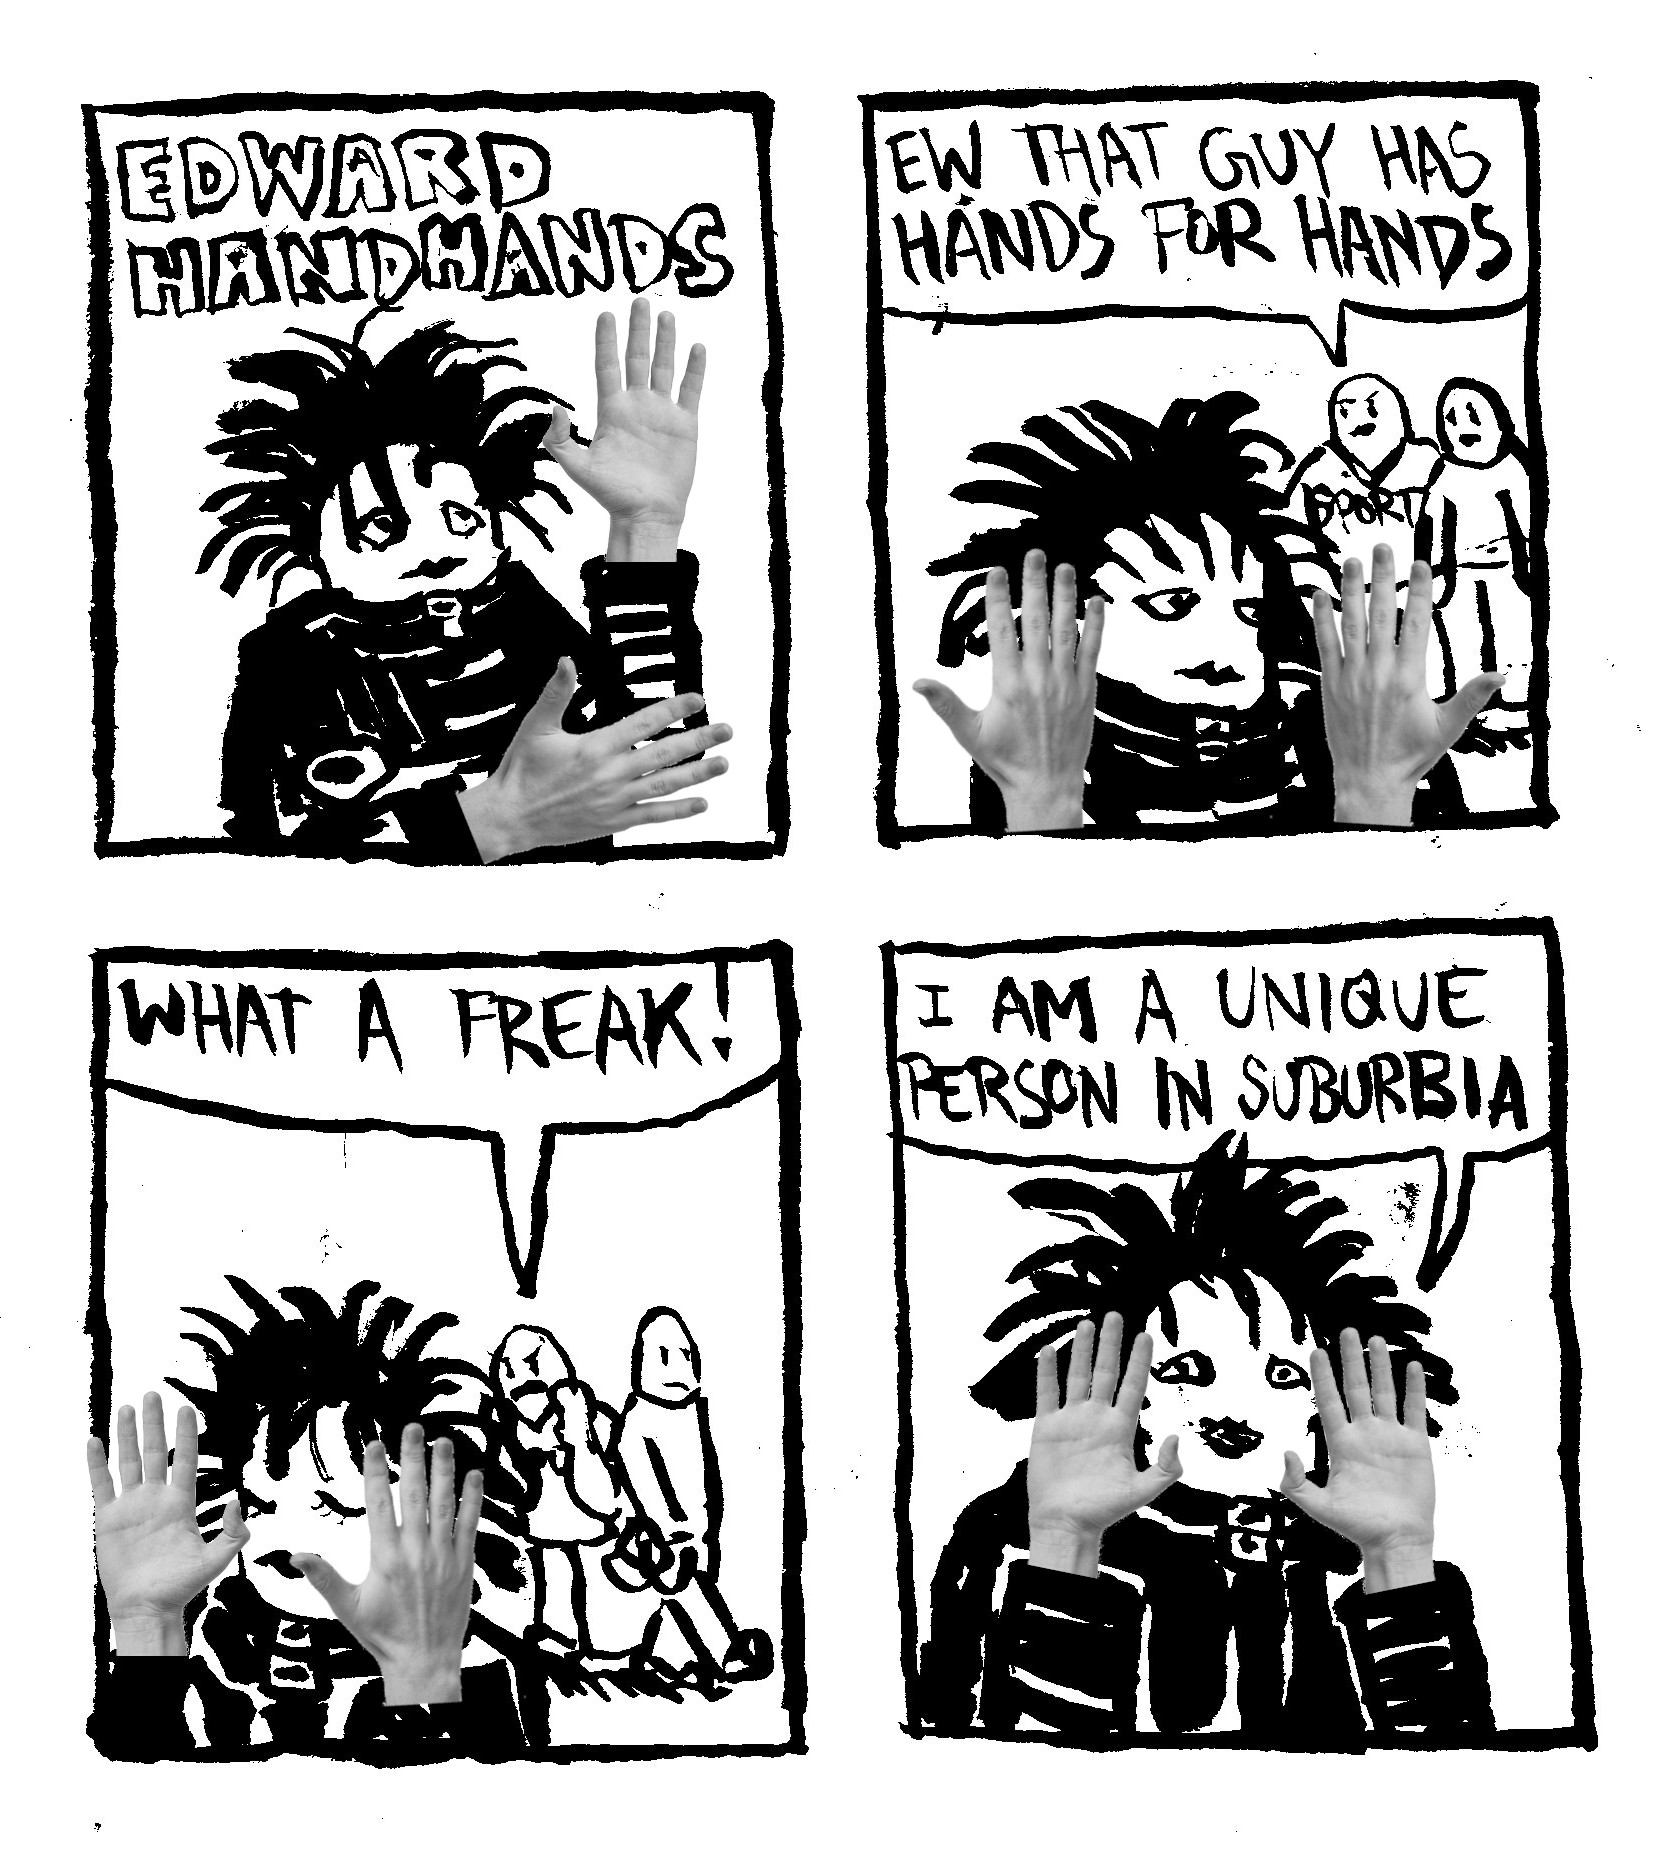 EDWARD
HANDHANDS
EW THAT GUY HAS
HANDS FOR HANDS
SPORT
WHAT A FREAK!
I AM A UNIQUE
PERSON IN SUBURBIA